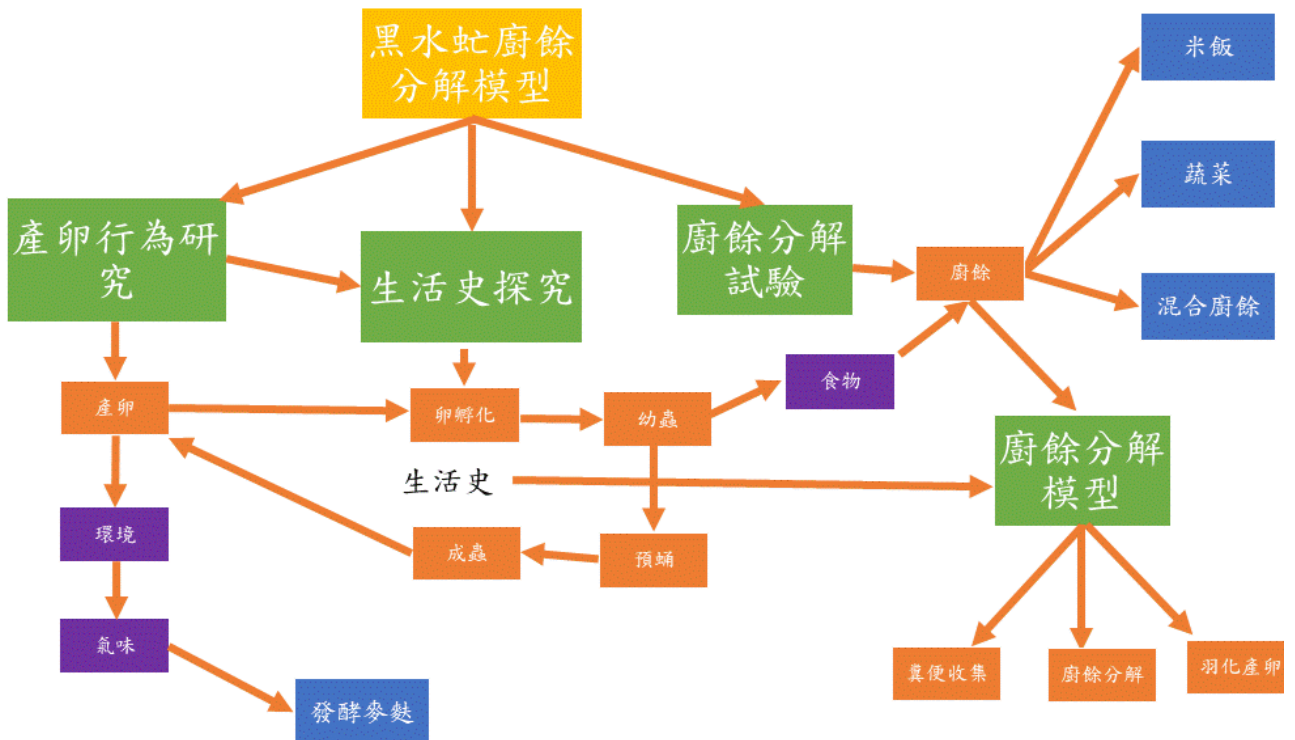 黑水虻廚餘
分解模型
米飯
蔬菜
產卵行為研
究
生活史探究
廚餘分解
試驗
廚餘
混合廚餘
食物
產卵
卵孵化
幼蟲
生活史
廚餘分解
模型
環境
成蟲
預蛹
氣味
糞便收集
廚餘分解
羽化產卵
發酵麥麩